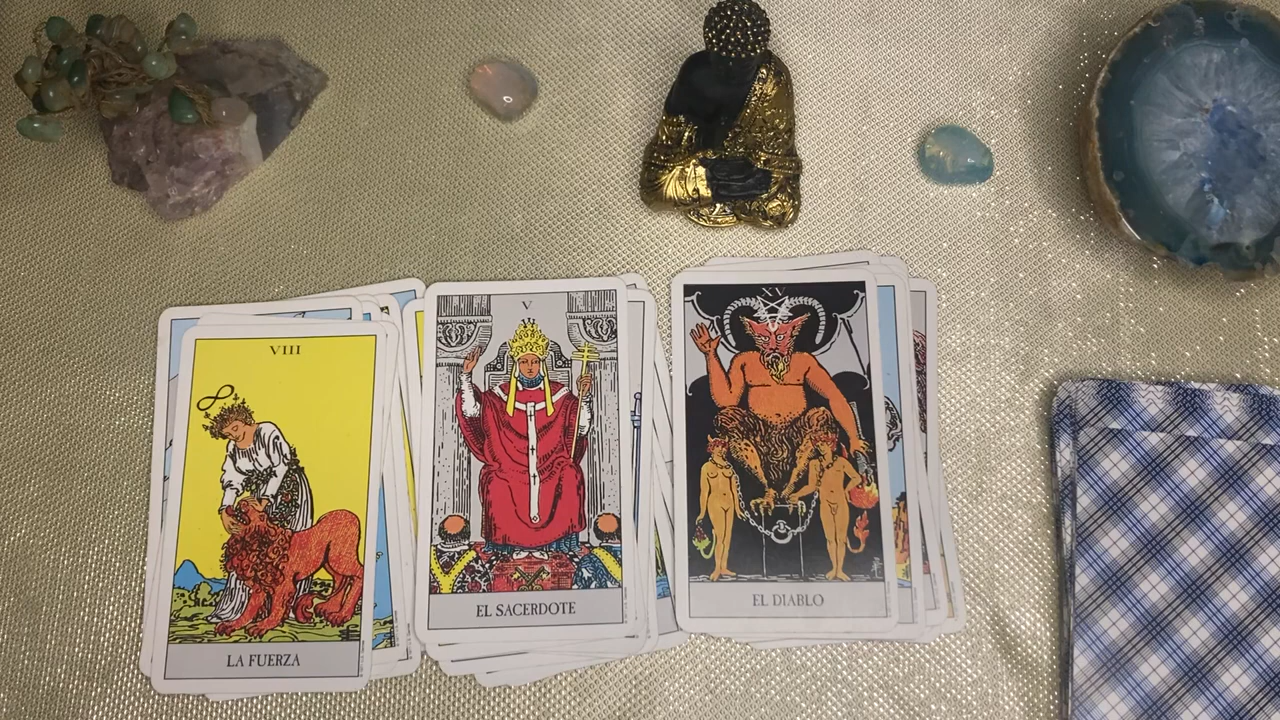 VIII
LA FUERZA
V
EL SACERDOTE
XV
EL DIABLO